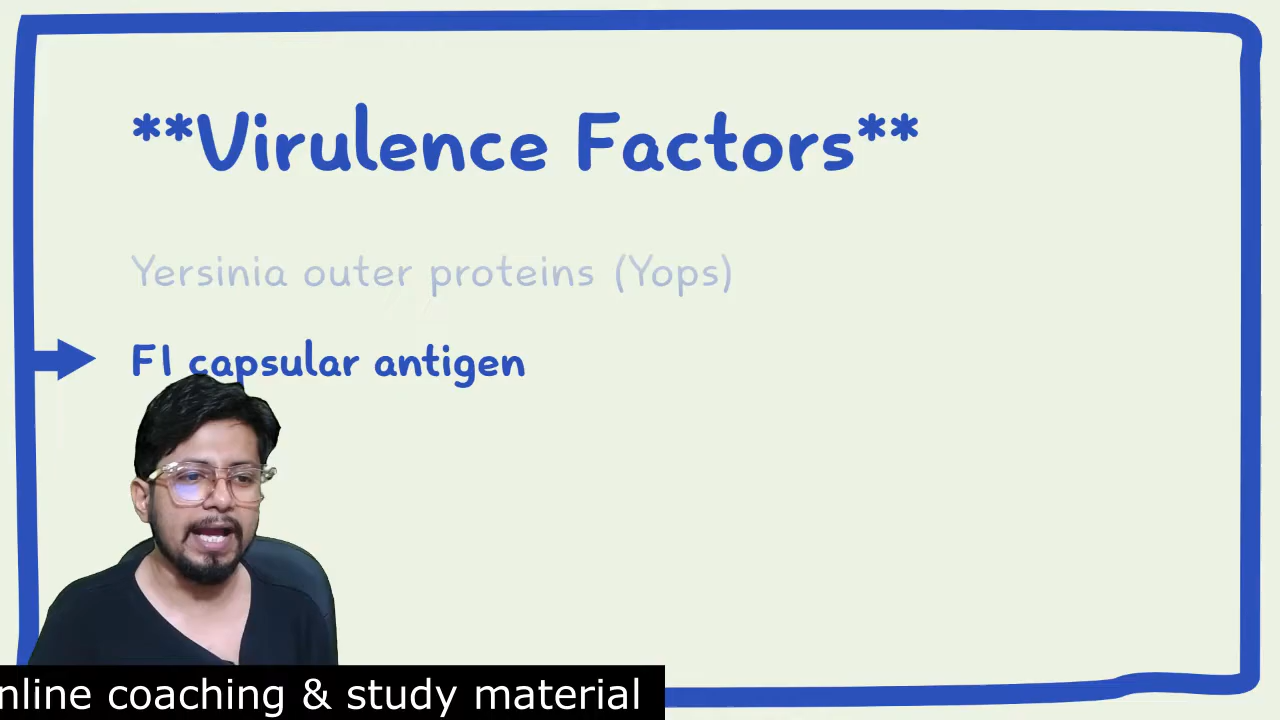 **Virulence Factors**
Yersinia outer proteins (Yops)
F1 capsular antigen
nline coaching & study material